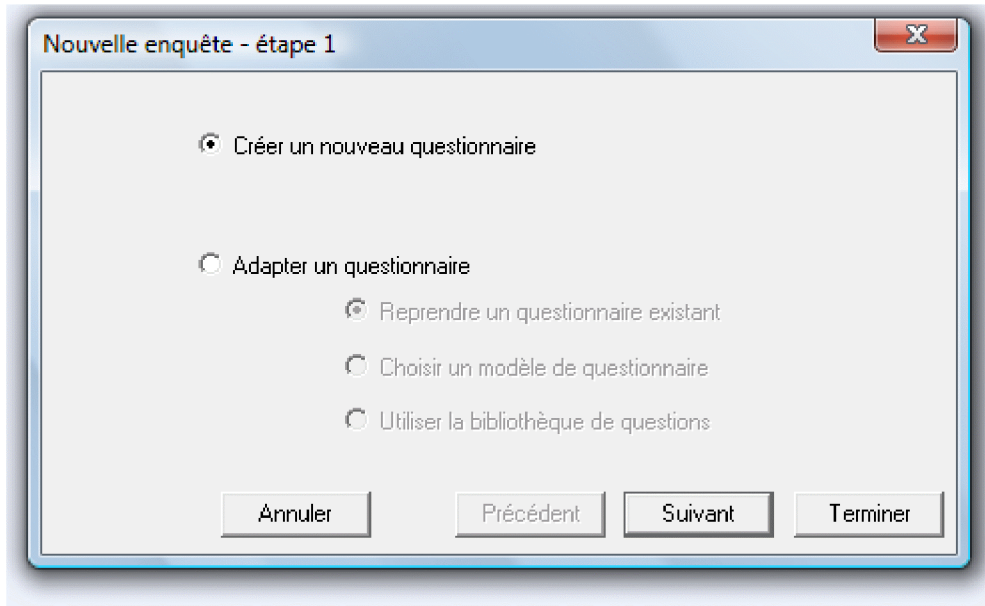 Nouvelle enquête - étape 1
Créer un nouveau questionnaire
Adapter un questionnaire
Reprendre un questionnaire existant
Choisir un modèle de questionnaire
Utiliser la bibliothèque de questions
Annuler Précédent Suivant Terminer